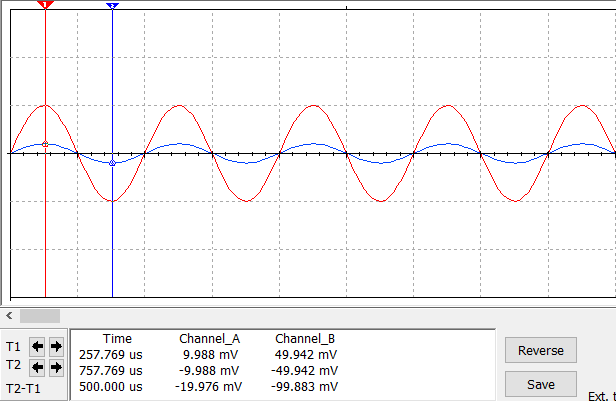 1 2
Time Channel_A Channel_B
T1 257.769 us 9.988 mV 49.942 mV
T2 757.769 us -9.988 mV -49.942 mV
T2-T1 500.000 us -19.976 mV -99.883 mV
Reverse
Save
Ext. t